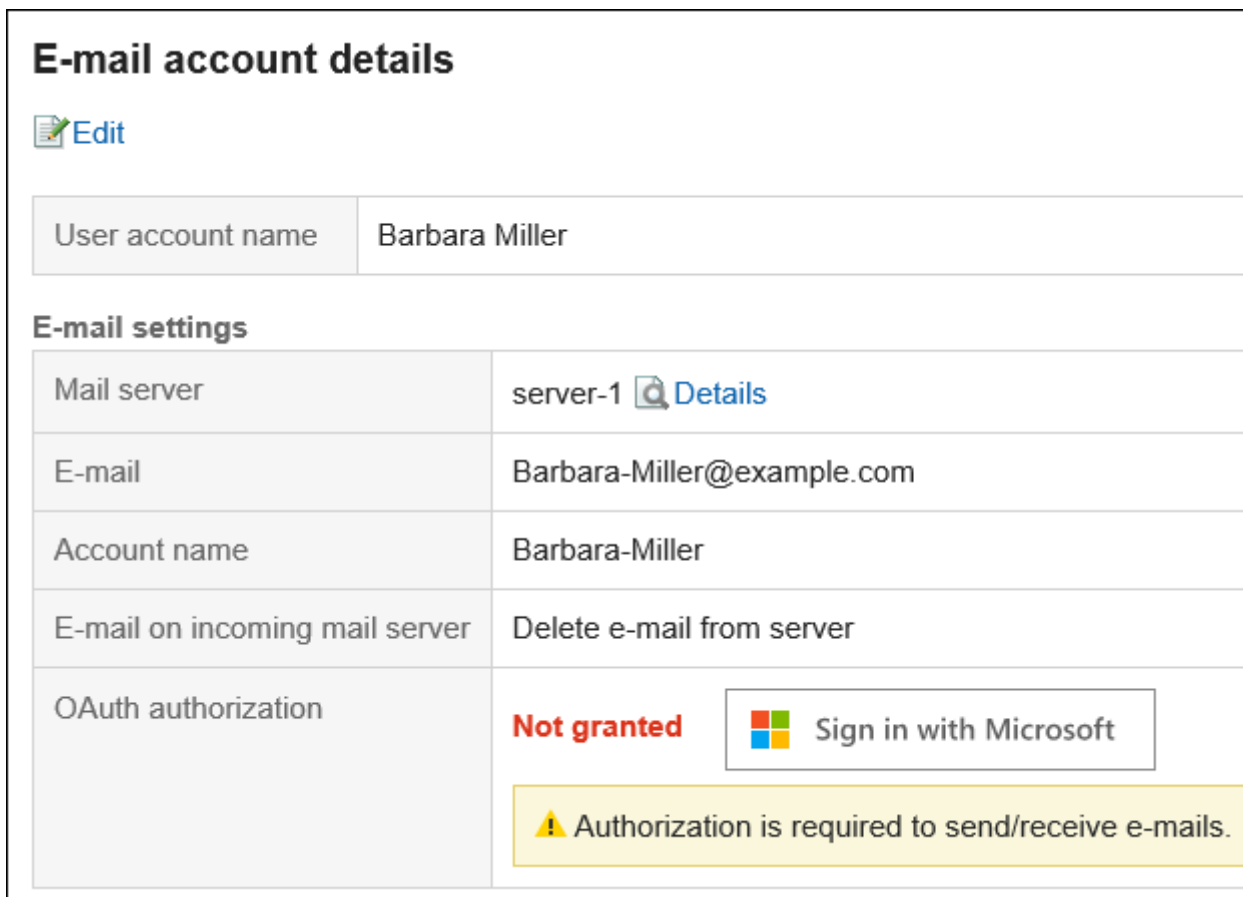 E-mail account details
Edit
User account name Barbara Miller
E-mail settings
Mail server server-1 Details
E-mail Barbara-Miller@example.com
Account name Barbara-Miller
E-mail on incoming mail server Delete e-mail from server
OAuth authorization Not granted Sign in with Microsoft
Authorization is required to send/receive e-mails.